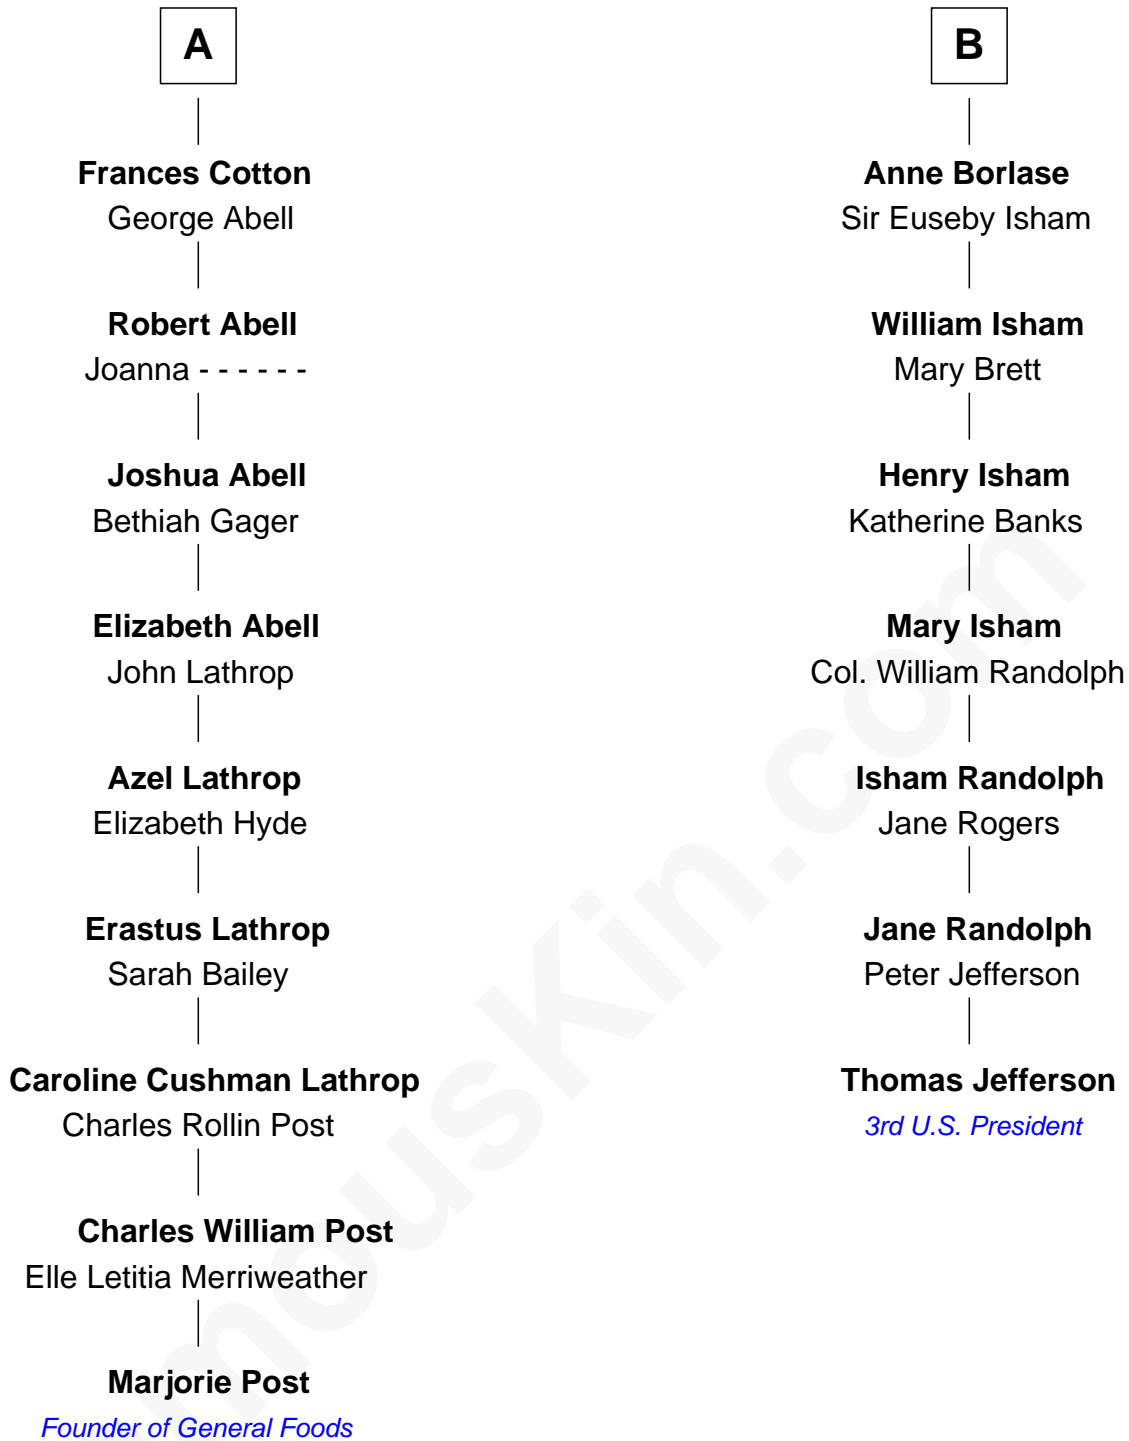 A
Frances Cotton
George Abell
Robert Abell
Joanna - - - - - -
Joshua Abell
Bethiah Gager
Elizabeth Abell
John Lathrop
Azel Lathrop
Elizabeth Hyde
Erastus Lathrop
Sarah Bailey
Caroline Cushman Lathrop
Charles Rollin Post
Charles William Post
Elle Letitia Merriweather
Marjorie Post
Founder of General Foods
B
Anne Borlase
Sir Euseby Isham
William Isham
Mary Brett
Henry Isham
Katherine Banks
Mary Isham
Col. William Randolph
Isham Randolph
Jane Rogers
Jane Randolph
Peter Jefferson
Thomas Jefferson
3rd U.S. President
mouskin.com